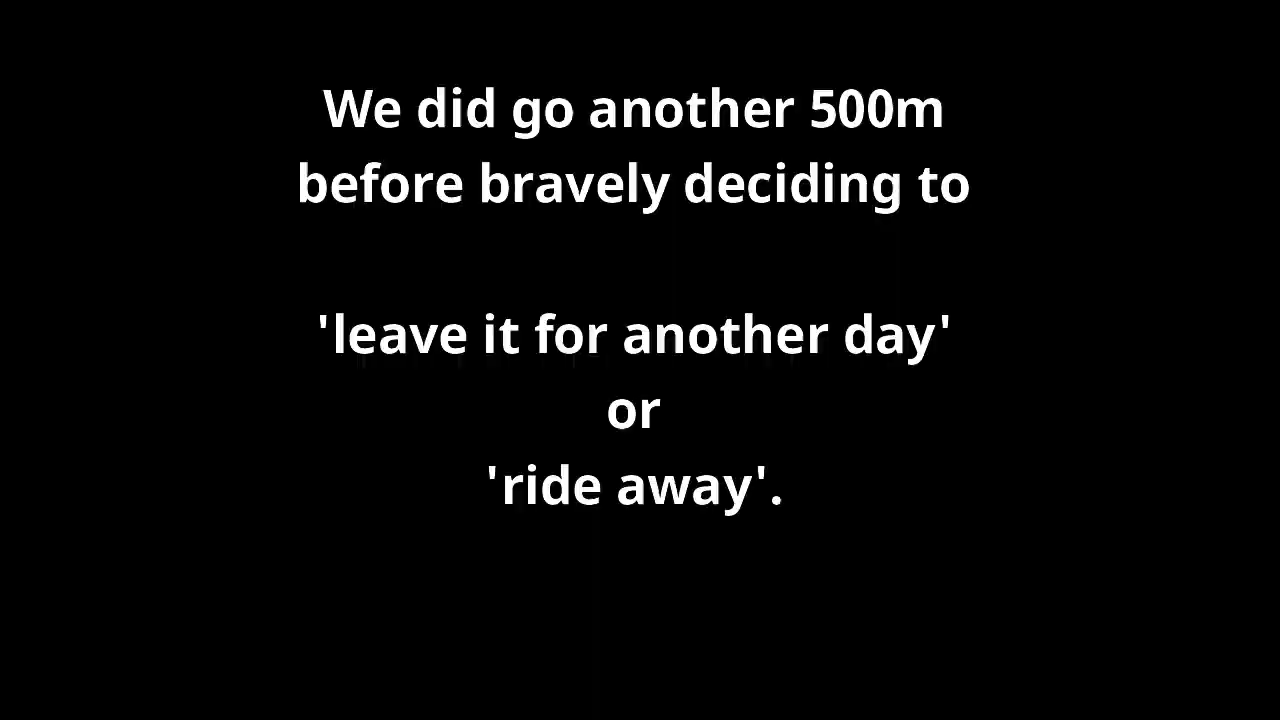 We did go another 500m
before bravely deciding to
'leave it for another day'
or
'ride away'.